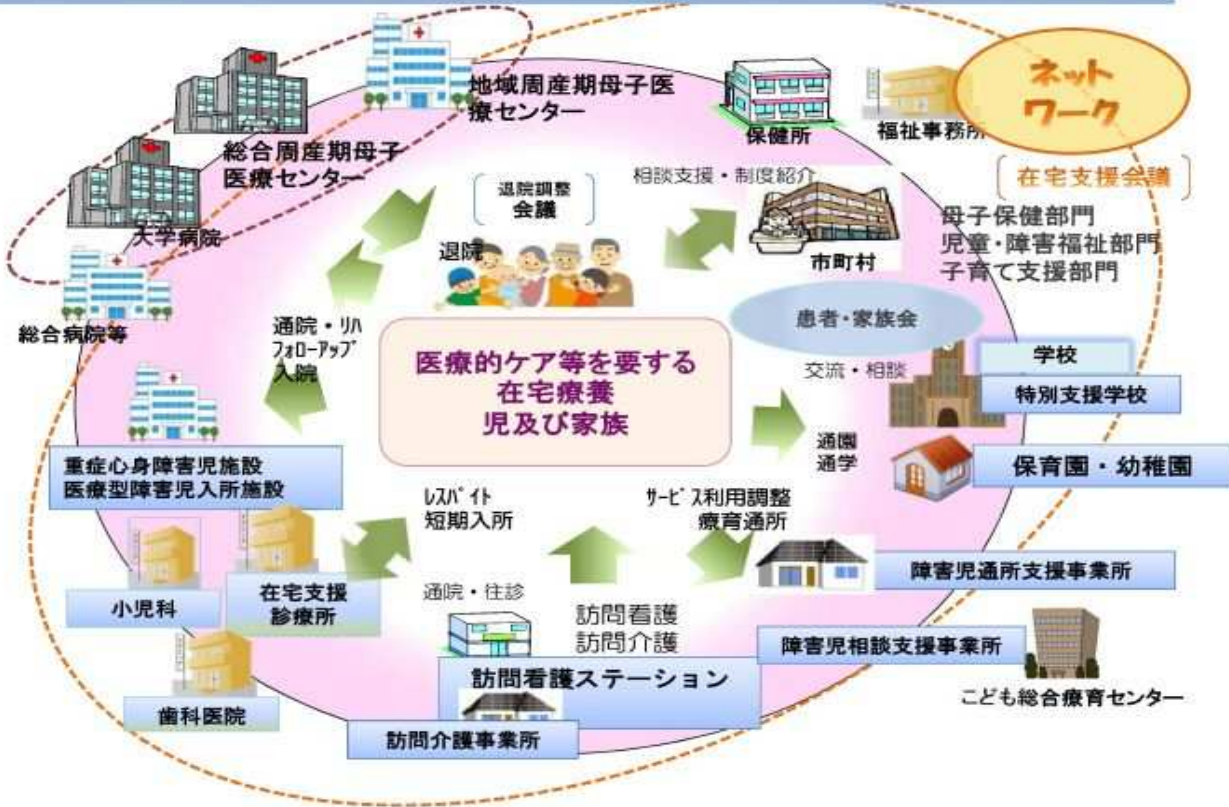 ネット
ワーク
地域周産期母子医
療センター
総合周産期母子
医療センター
大学病院
総合病院等
保健所
福祉事務所
[在宅支援会議]
母子保健部門
児童・障害福祉部門
子育て支援部門
相談支援・制度紹介
市町村
[退院調整
会議]
退院
通院・リハ
フォローアップ
入院
患者・家族会
交流・相談
学校
特別支援学校
医療的ケア等を要する
在宅療養
児及び家族
通園
通学
保育園・幼稚園
重症心身障害児施設
医療型障害児入所施設
レスパイト
短期入所
サービス利用調整
療育通所
障害児通所支援事業所
小児科
在宅支援
診療所
通院・往診
訪問看護
訪問介護
障害児相談支援事業所
こども総合療育センター
訪問看護ステーション
歯科医院
訪問介護事業所